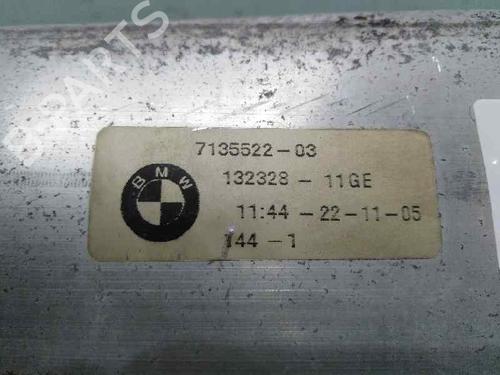 B-PARTS
BMW
7135522-03
132328 - 11GE
11:44 - 22-11-05
144 - 1